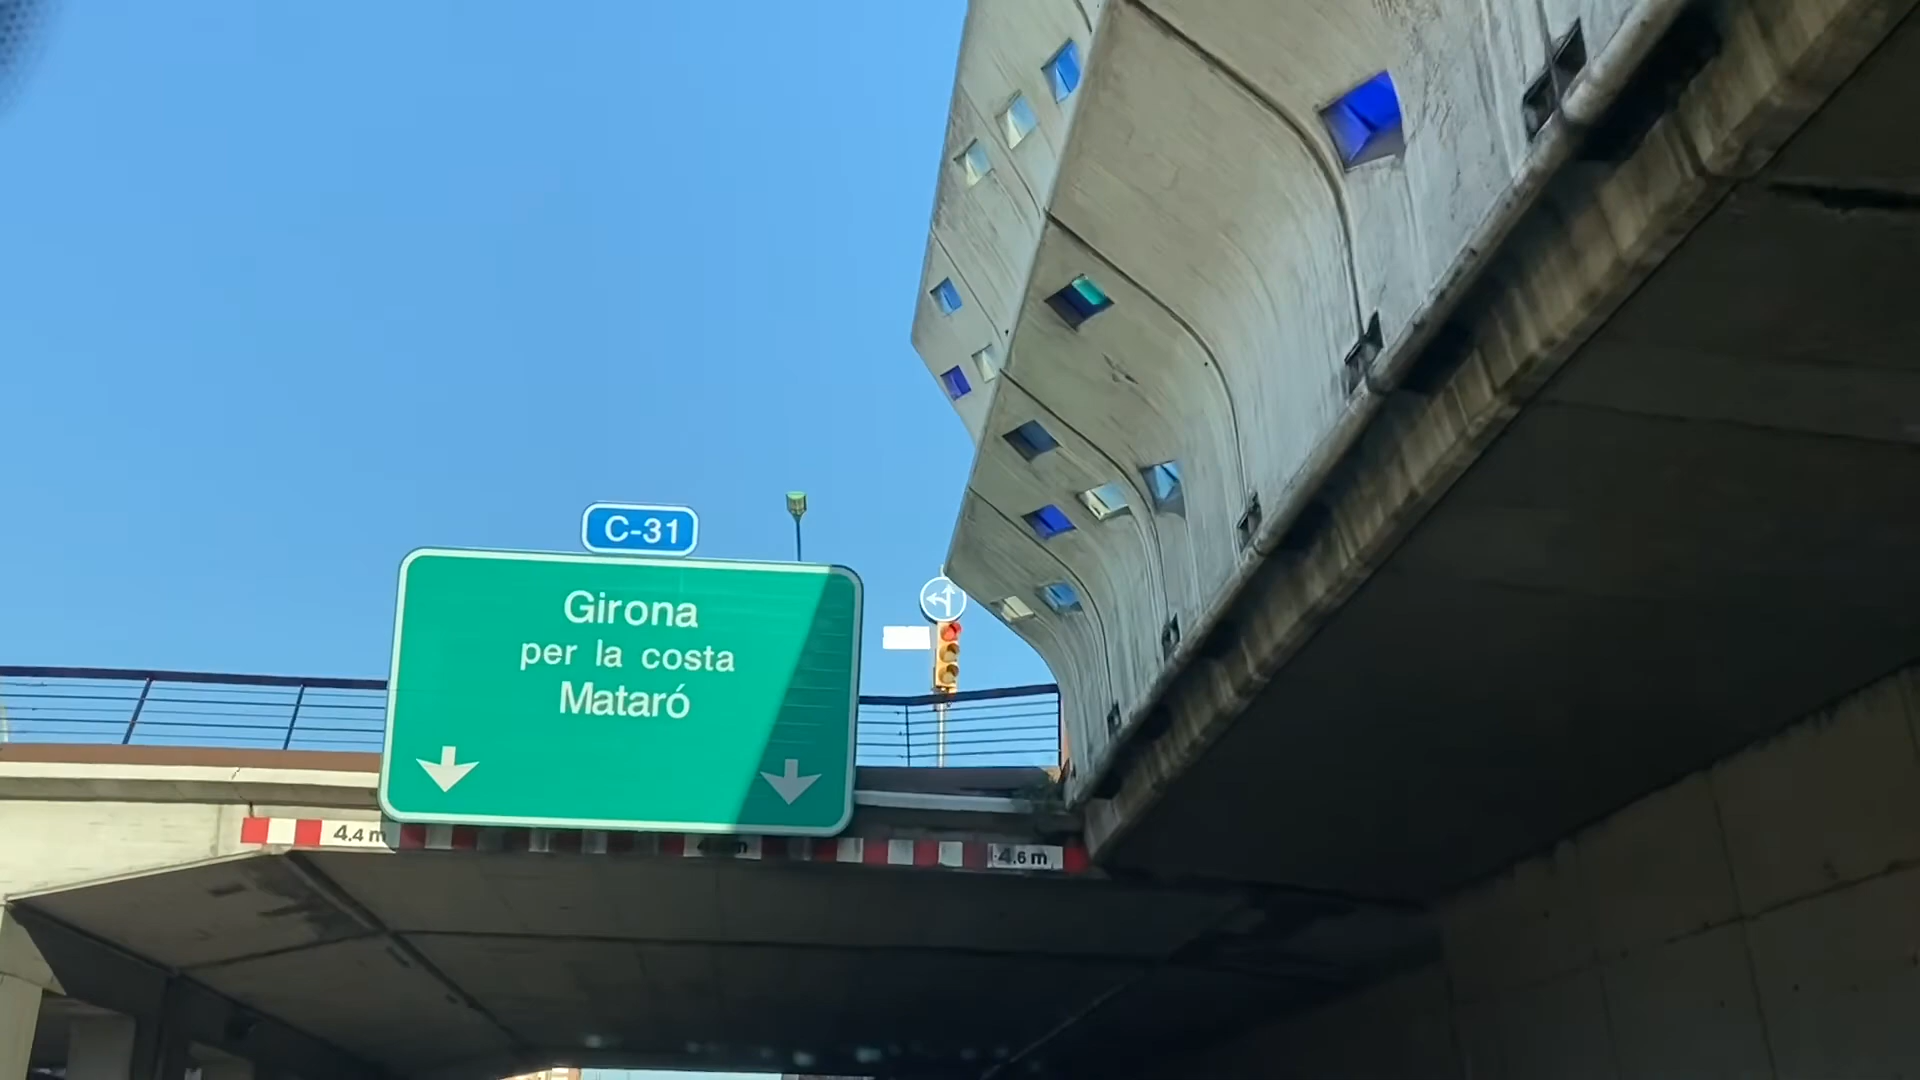 C-31
Girona
per la costa
Mataró
4.4 m
4.6 m